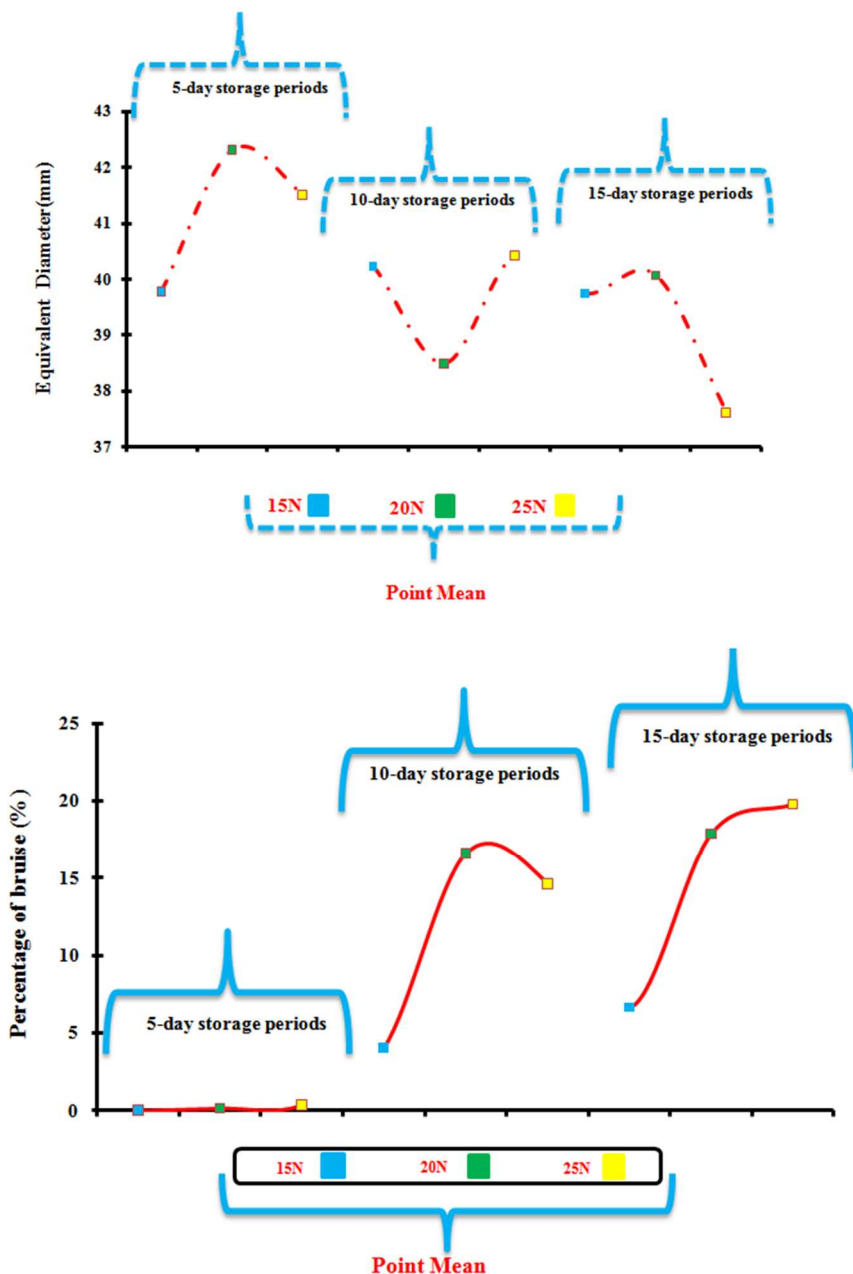 5-day storage periods
43
42
10-day storage periods
15-day storage periods
41
40
39
38
37
Equivalent Diameter(mm)
15N
20N
25N
Point Mean
25
15-day storage periods
10-day storage periods
20
15
10
5-day storage periods
5
0
Percentage of bruise (%)
15N
20N
25N
Point Mean